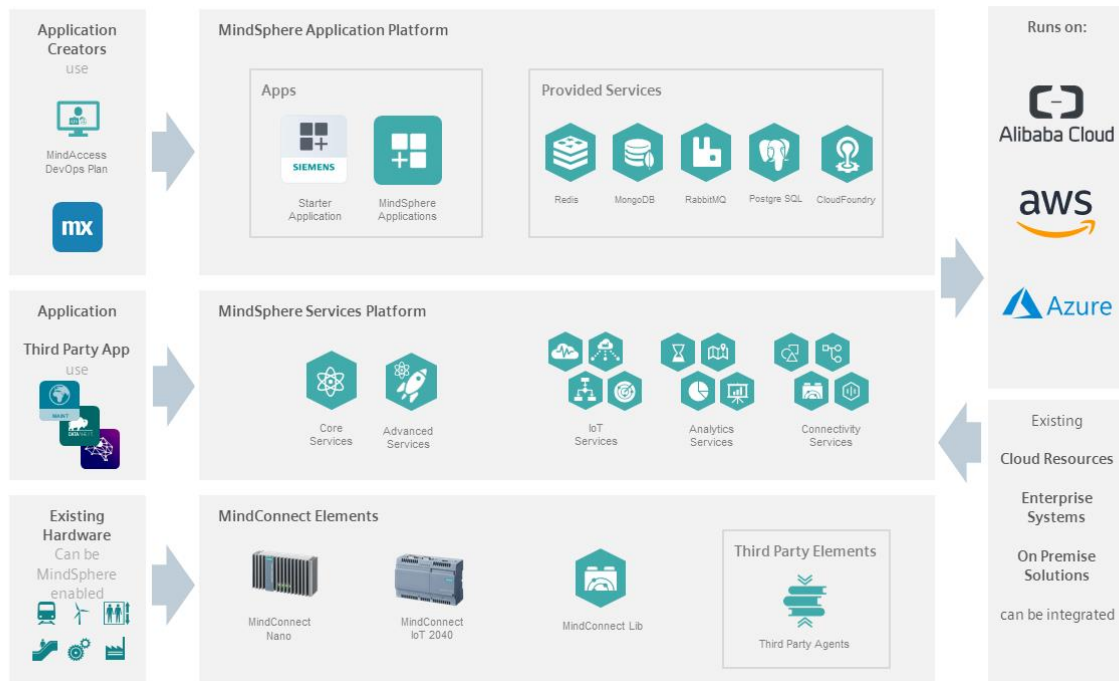 Application
Creators
use
MindAccess
DevOps Plan
mx
MindSphere Application Platform
Apps
SIEMENS
Starter
Application
MindSphere
Applications
Provided Services
Redis
MongoDB
RabbitMQ
Postgre SQL
CloudFoundry
Runs on:
Alibaba Cloud
aws
Azure
Application
Third Party App
use
MindSphere Services Platform
Core
Services
Advanced
Services
IoT
Services
Analytics
Services
Connectivity
Services
Existing
Cloud Resources
Enterprise
Systems
On Premise
Solutions
can be integrated
Existing
Hardware
Can be
MindSphere
enabled
MindConnect Elements
MindConnect
Nano
MindConnect
IoT 2040
MindConnect Lib
Third Party Elements
Third Party Agents